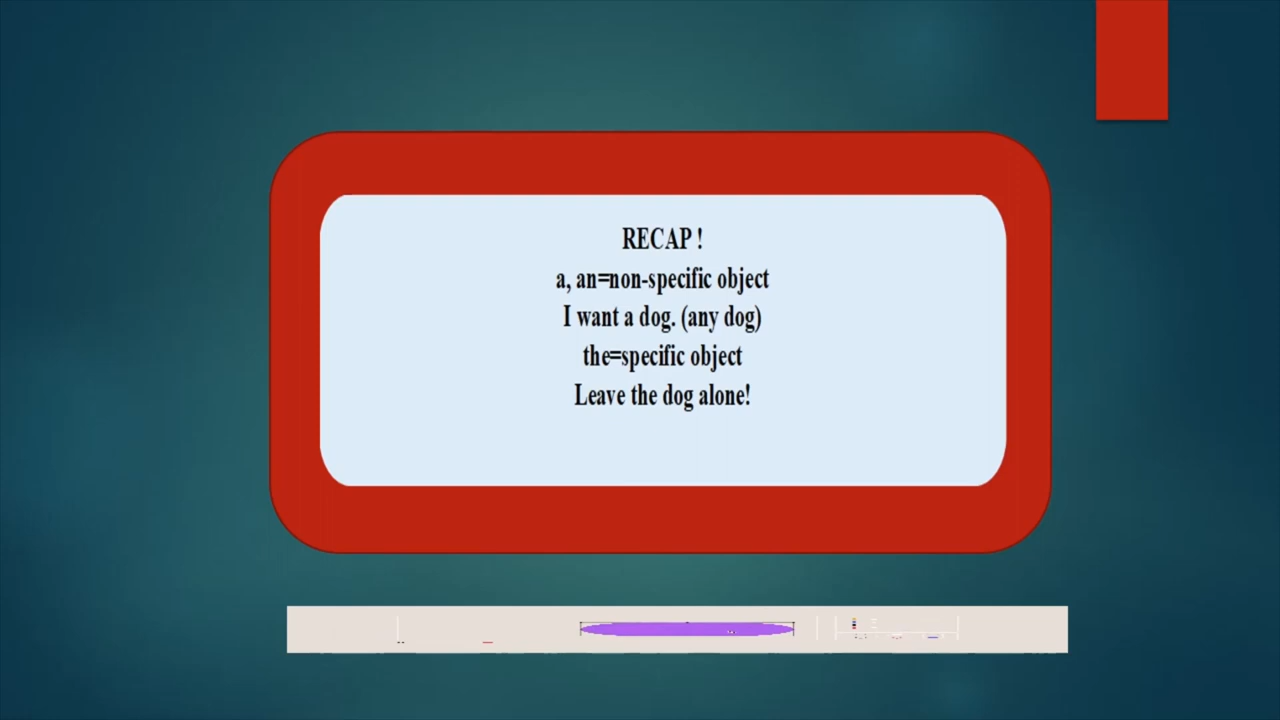 RECAP !
a, an=non-specific object
I want a dog. (any dog)
the=specific object
Leave the dog alone!